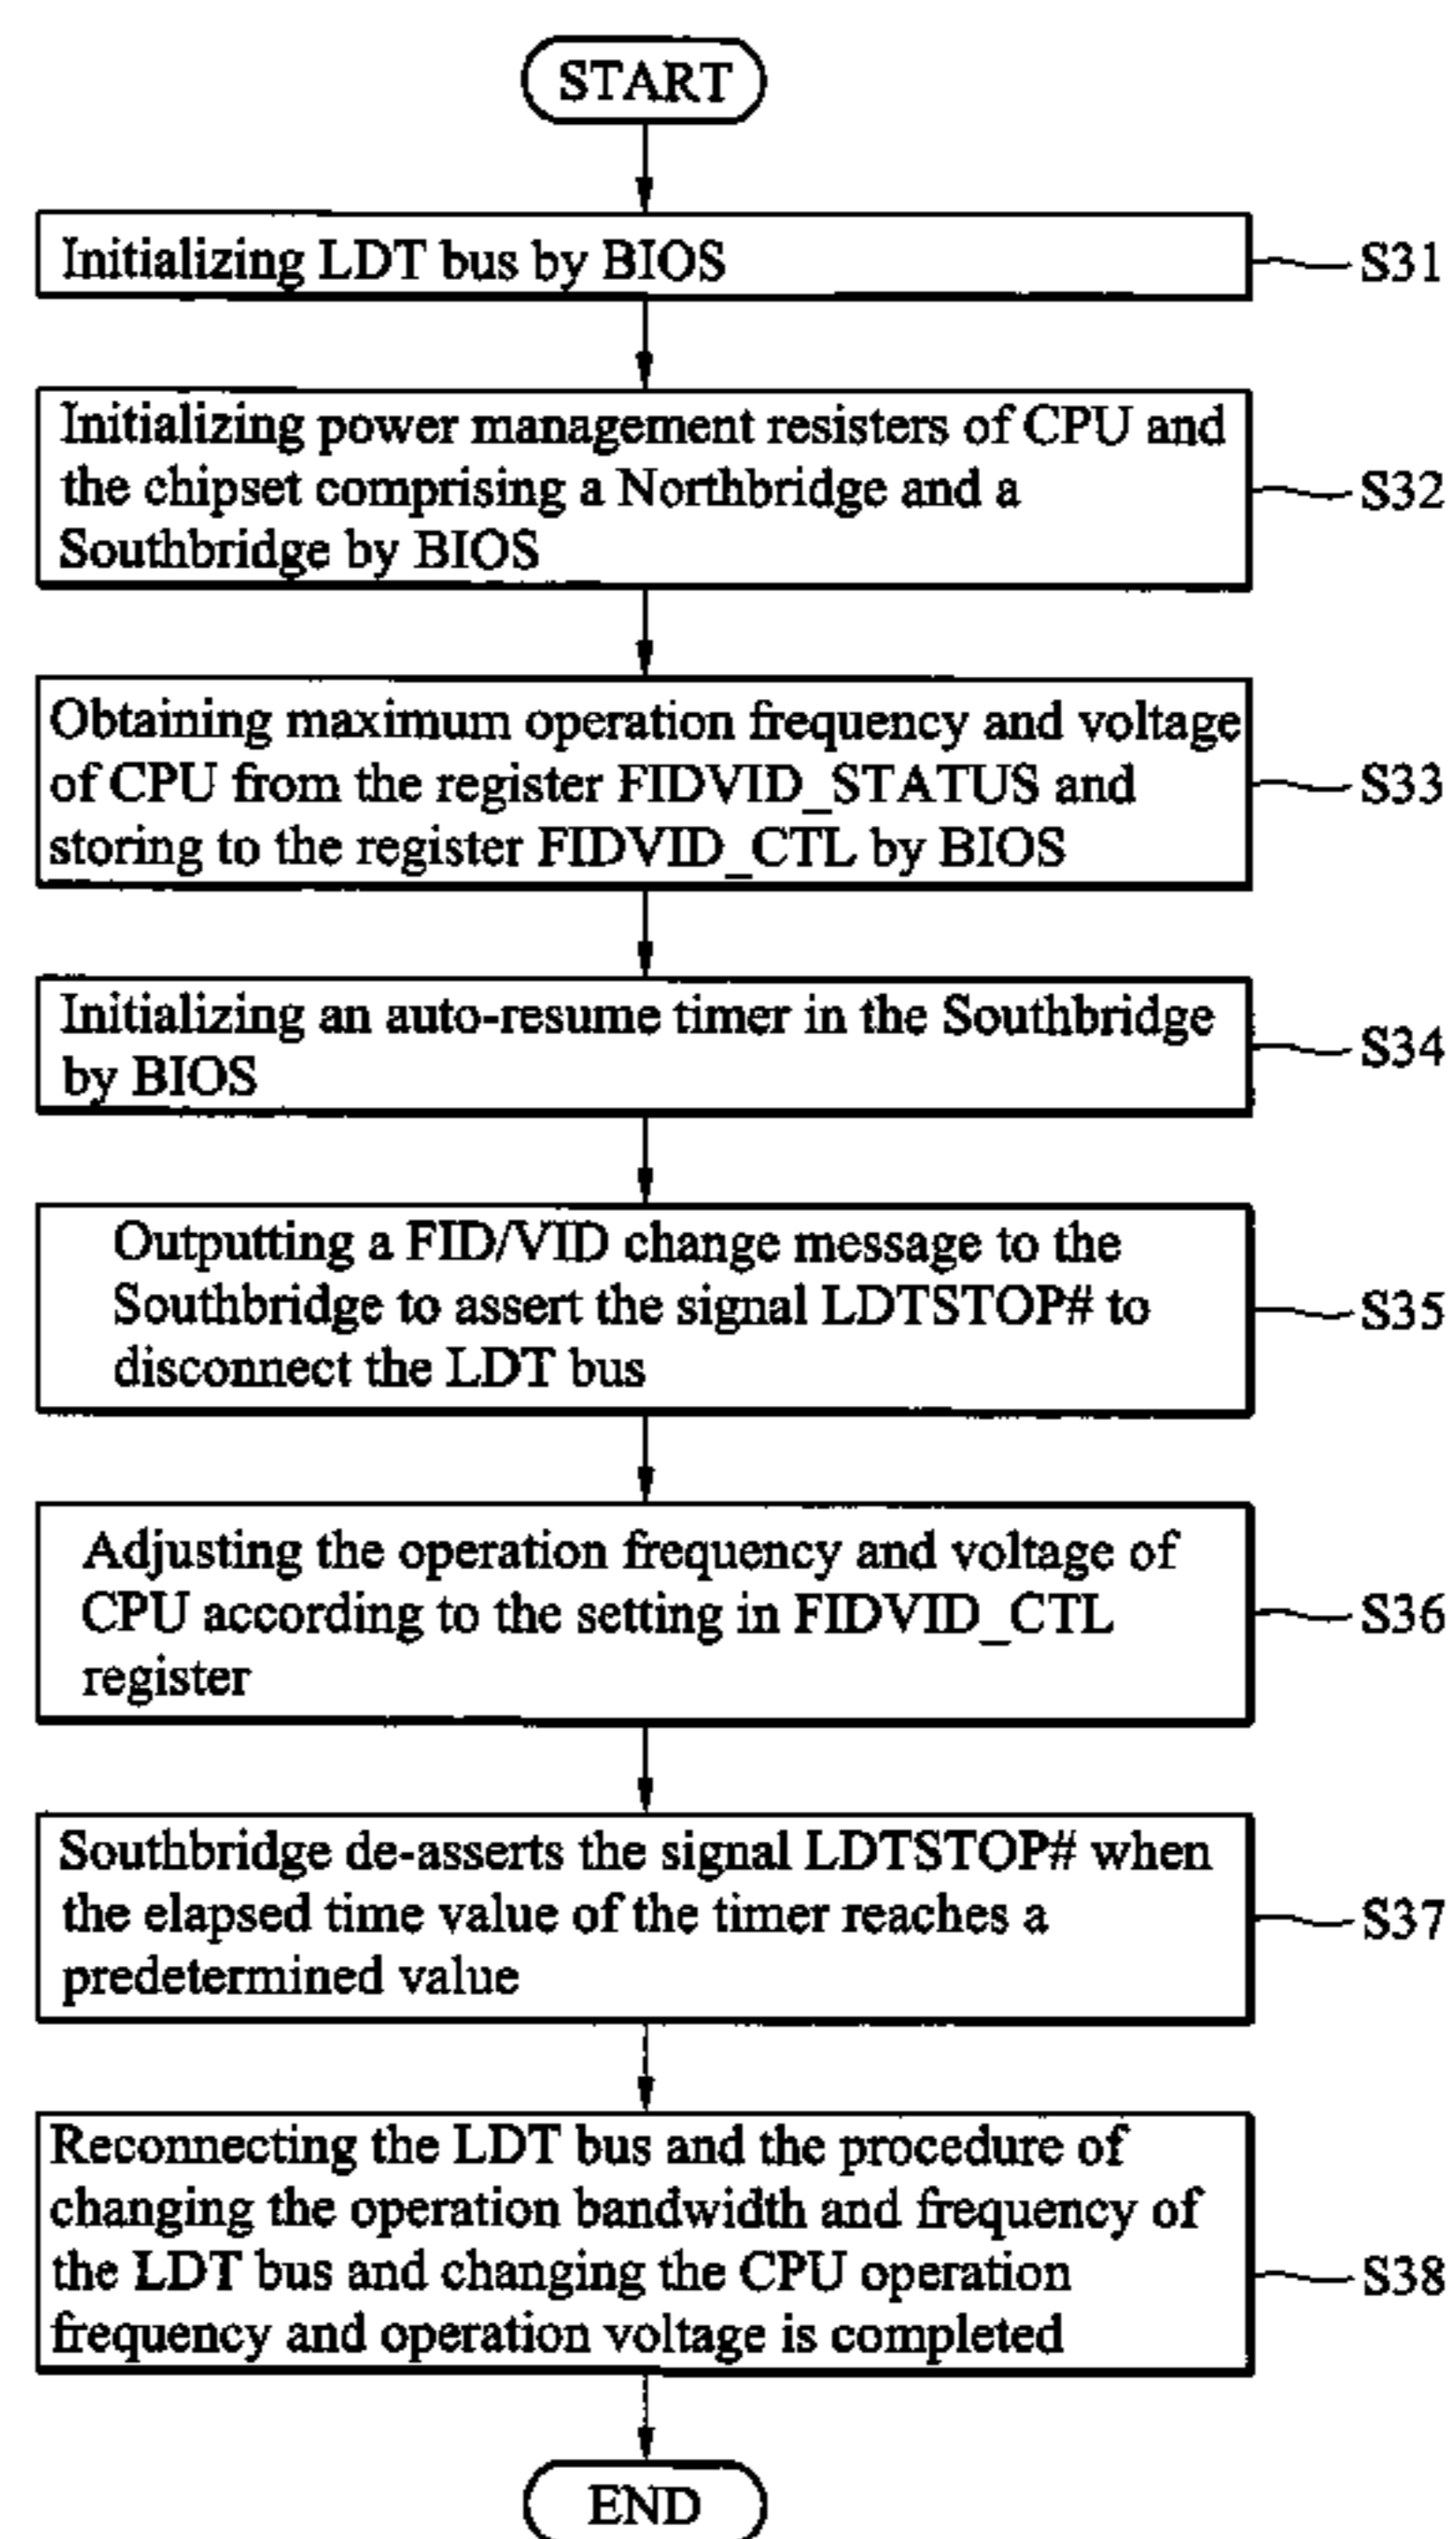 START
Initializing LDT bus by BIOS
S31
Initializing power management resisters of CPU and
the chipset comprising a Northbridge and a
Southbridge by BIOS
S32
Obtaining maximum operation frequency and voltage
of CPU from the register FIDVID_STATUS and
storing to the register FIDVID_CTL by BIOS
S33
Initializing an auto-resume timer in the Southbridge
by BIOS
S34
Outputting a FID/VID change message to the
Southbridge to assert the signal LDTSTOP# to
disconnect the LDT bus
S35
Adjusting the operation frequency and voltage of
CPU according to the setting in FIDVID_CTL
register
S36
Southbridge de-asserts the signal LDTSTOP# when
the elapsed time value of the timer reaches a
predetermined value
S37
Reconnecting the LDT bus and the procedure of
changing the operation bandwidth and frequency of
the LDT bus and changing the CPU operation
frequency and operation voltage is completed
S38
END